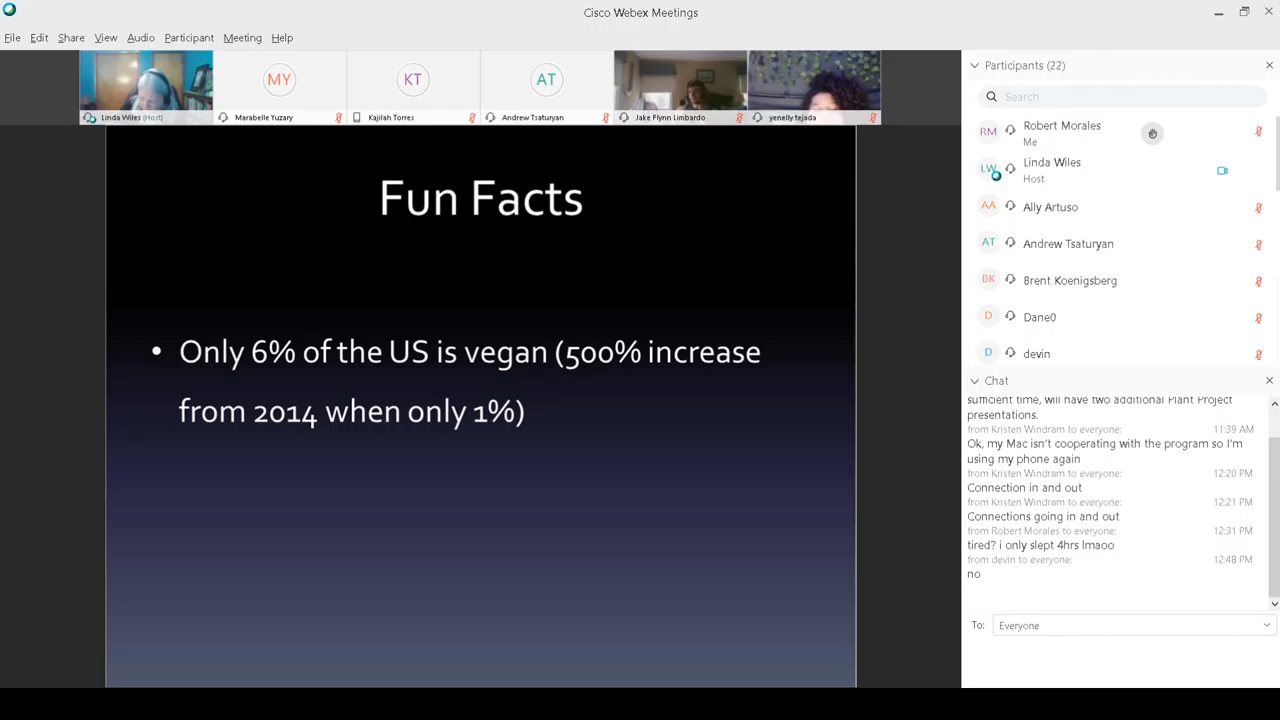 Cisco Webex Meetings
File Edit Share View Audio Participant Meeting Help
Linda Wiles (Host)
MY
Marabelle Yuzary
KT
Kajilah Torres
AT
Andrew Tsaturyan
Jake Flynn Limbardo
yenelly tejada
Fun Facts
• Only 6% of the US is vegan (500% increase
from 2014 when only 1%)
Participants (22)
Search
RM Robert Morales
Me
LW Linda Wiles
Host
AA Ally Artuso
AT Andrew Tsaturyan
BK Brent Koenigsberg
D Dane0
D devin
Chat
sufficient time, will have two additional Plant Project
presentations.
from Kristen Windram to everyone: 11:39 AM
Ok, my Mac isn't cooperating with the program so I'm
using my phone again
from Kristen Windram to everyone: 12:20 PM
Connection in and out
from Kristen Windram to everyone: 12:21 PM
Connections going in and out
from Robert Morales to everyone: 12:31 PM
tired? i only slept 4hrs lmaoo
from devin to everyone: 12:48 PM
no
To: Everyone